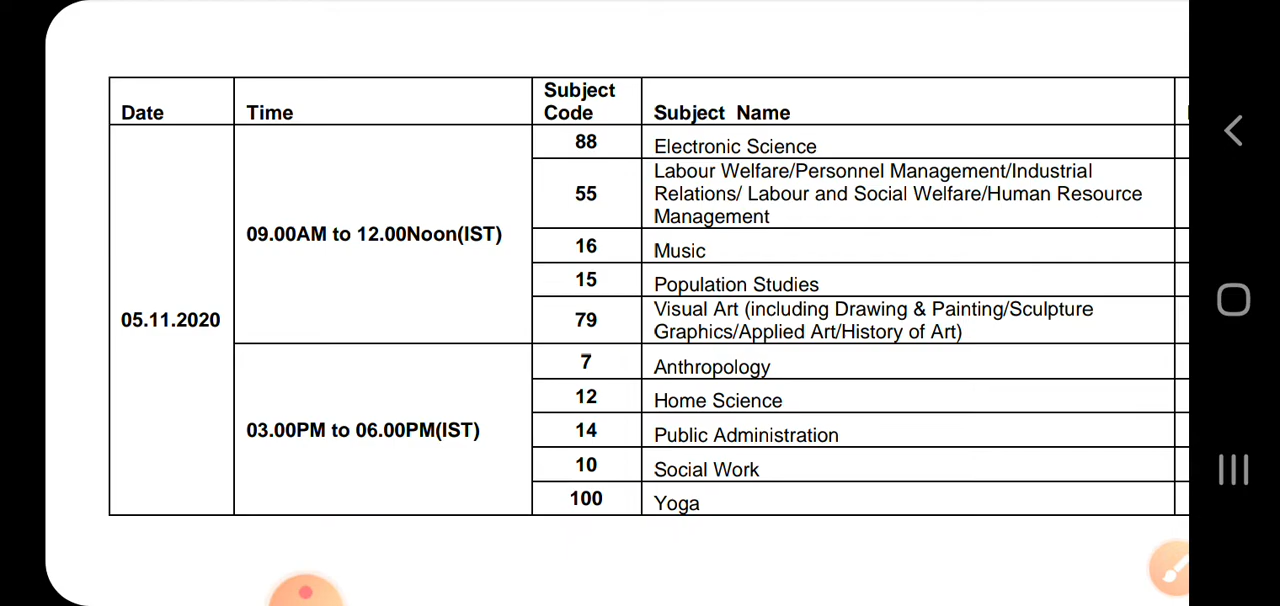 Date Time Subject Code Subject Name
05.11.2020
09.00AM to 12.00Noon(IST)
88 Electronic Science
55 Labour Welfare/Personnel Management/Industrial
Relations/ Labour and Social Welfare/Human Resource
Management
16 Music
15 Population Studies
79 Visual Art (including Drawing & Painting/Sculpture
Graphics/Applied Art/History of Art)
03.00PM to 06.00PM(IST)
7 Anthropology
12 Home Science
14 Public Administration
10 Social Work
100 Yoga